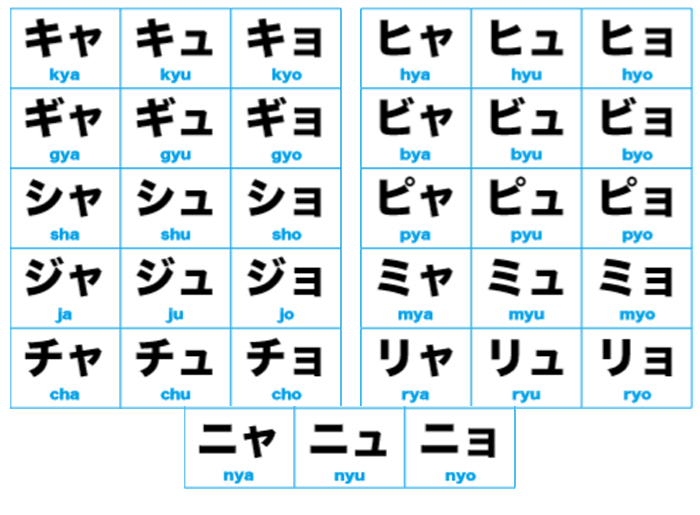 キャ キュ キョ ヒャ ヒュ ヒョ
kya kyu kyo hya hyu hyo
ギャ ギュ ギョ ビャ ビュ ビョ
gya gyu gyo bya byu byo
シャ シュ ショ ピャ ピュ ピョ
sha shu sho pya pyu pyo
ジャ ジュ ジョ ミャ ミュ ミョ
ja ju jo mya myu myo
チャ チュ チョ リャ リュ リョ
cha chu cho rya ryu ryo
ニャ ニュ ニョ
nya nyu nyo